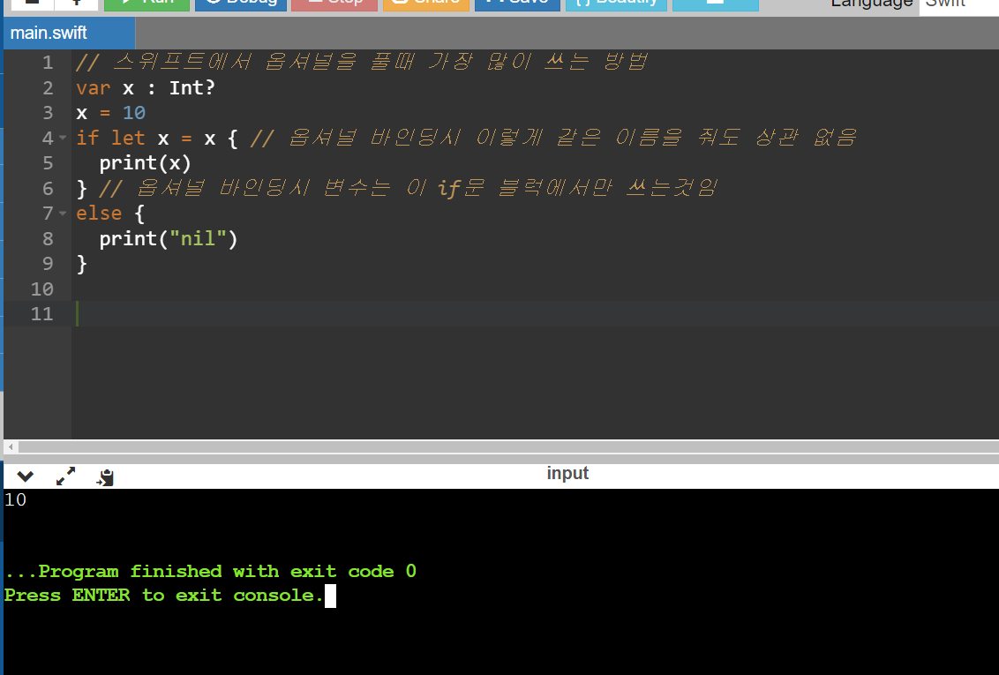 Run Debug Stop Share Save { } Beautify Language Swift
main.swift
1 // 스위프트에서 옵셔널을 풀때 가장 많이 쓰는 방법
2 var x : Int?
3 x = 10
4 if let x = x { // 옵셔널 바인딩시 이렇게 같은 이름을 줘도 상관 없음
5 print(x)
6 } // 옵셔널 바인딩시 변수는 이 if문 블럭에서만 쓰는것임
7 else {
8 print("nil")
9 }
10
11
input
10
...Program finished with exit code 0
Press ENTER to exit console.